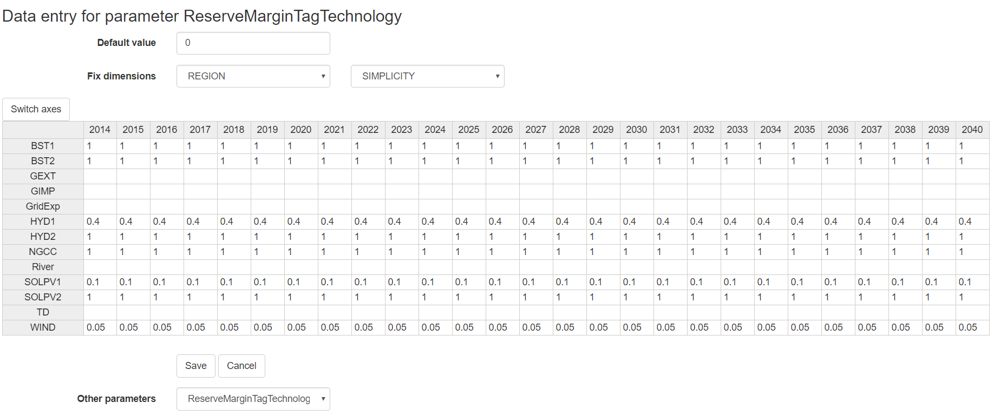 Data entry for parameter ReserveMarginTagTechnology
Default value 0
Fix dimensions REGION SIMPLICITY
Switch axes
2014 2015 2016 2017 2018 2019 2020 2021 2022 2023 2024 2025 2026 2027 2028 2029 2030 2031 2032 2033 2034 2035 2036 2037 2038 2039 2040
BST1 1 1 1 1 1 1 1 1 1 1 1 1 1 1 1 1 1 1 1 1 1 1 1 1 1 1 1
BST2 1 1 1 1 1 1 1 1 1 1 1 1 1 1 1 1 1 1 1 1 1 1 1 1 1 1 1
GEXT
GIMP
GridExp
HYD1 0.4 0.4 0.4 0.4 0.4 0.4 0.4 0.4 0.4 0.4 0.4 0.4 0.4 0.4 0.4 0.4 0.4 0.4 0.4 0.4 0.4 0.4 0.4 0.4 0.4 0.4 0.4
HYD2 1 1 1 1 1 1 1 1 1 1 1 1 1 1 1 1 1 1 1 1 1 1 1 1 1 1 1
NGCC 1 1 1 1 1 1 1 1 1 1 1 1 1 1 1 1 1 1 1 1 1 1 1 1 1 1 1
River
SOLPV1 0.1 0.1 0.1 0.1 0.1 0.1 0.1 0.1 0.1 0.1 0.1 0.1 0.1 0.1 0.1 0.1 0.1 0.1 0.1 0.1 0.1 0.1 0.1 0.1 0.1 0.1 0.1
SOLPV2 1 1 1 1 1 1 1 1 1 1 1 1 1 1 1 1 1 1 1 1 1 1 1 1 1 1 1
TD
WIND 0.05 0.05 0.05 0.05 0.05 0.05 0.05 0.05 0.05 0.05 0.05 0.05 0.05 0.05 0.05 0.05 0.05 0.05 0.05 0.05 0.05 0.05 0.05 0.05 0.05 0.05 0.05
Save Cancel
Other parameters ReserveMarginTagTechnolog